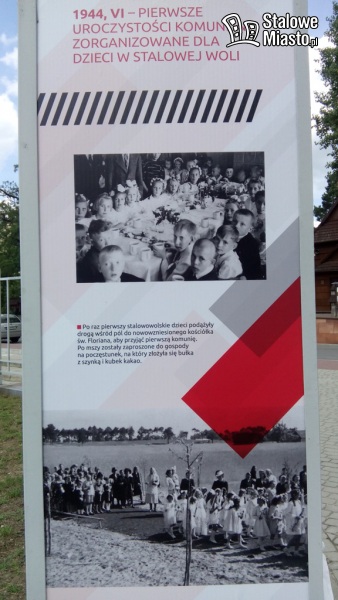 1944, VI – PIERWSZE
UROCZYSTOŚCI KOMUN
ZORGANIZOWANE DLA
DZIECI W STALOWEJ WOLI
Stalowe
Miasto.pl
Po raz pierwszy stalowowolskie dzieci podążyły
drogą wśród pól do nowowzniesionego kościółka
św. Floriana, aby przyjąć pierwszą komunię.
Po mszy zostały zaproszone do gospody
na poczęstunek, na który złożyła się bułka
z szynką i kubek kakao.